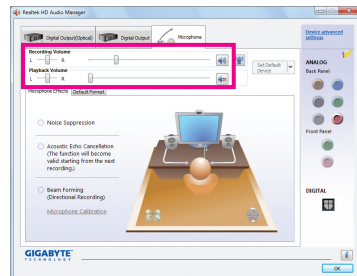 Realtek HD Audio Manager
Digital Output(Optical)
Digital Output
Microphone
Device advanced
settings
Recording Volume
L
R
Set Default
Device
Playback Volume
L
R
Microphone Effects
Default Format
Noise Suppression
Acoustic Echo Cancellation
(The function will become
valid starting from the next
recording.)
Beam Forming
(Directional Recording)
Microphone Calibration
ANALOG
Back Panel
Front Panel
DIGITAL
GIGABYTE
TECHNOLOGY
OK